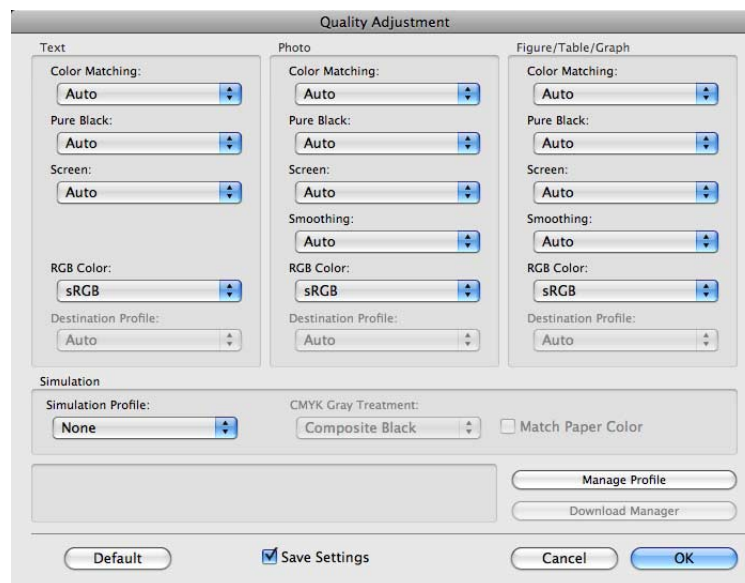 Quality Adjustment
Text
Color Matching:
Auto
Pure Black:
Auto
Screen:
Auto
RGB Color:
sRGB
Destination Profile:
Auto
Photo
Color Matching:
Auto
Pure Black:
Auto
Screen:
Auto
Smoothing:
Auto
RGB Color:
sRGB
Destination Profile:
Auto
Figure/Table/Graph
Color Matching:
Auto
Pure Black:
Auto
Screen:
Auto
Smoothing:
Auto
RGB Color:
sRGB
Destination Profile:
Auto
Simulation
Simulation Profile:
None
CMYK Gray Treatment:
Composite Black
Match Paper Color
Manage Profile
Download Manager
Default
Save Settings
Cancel
OK